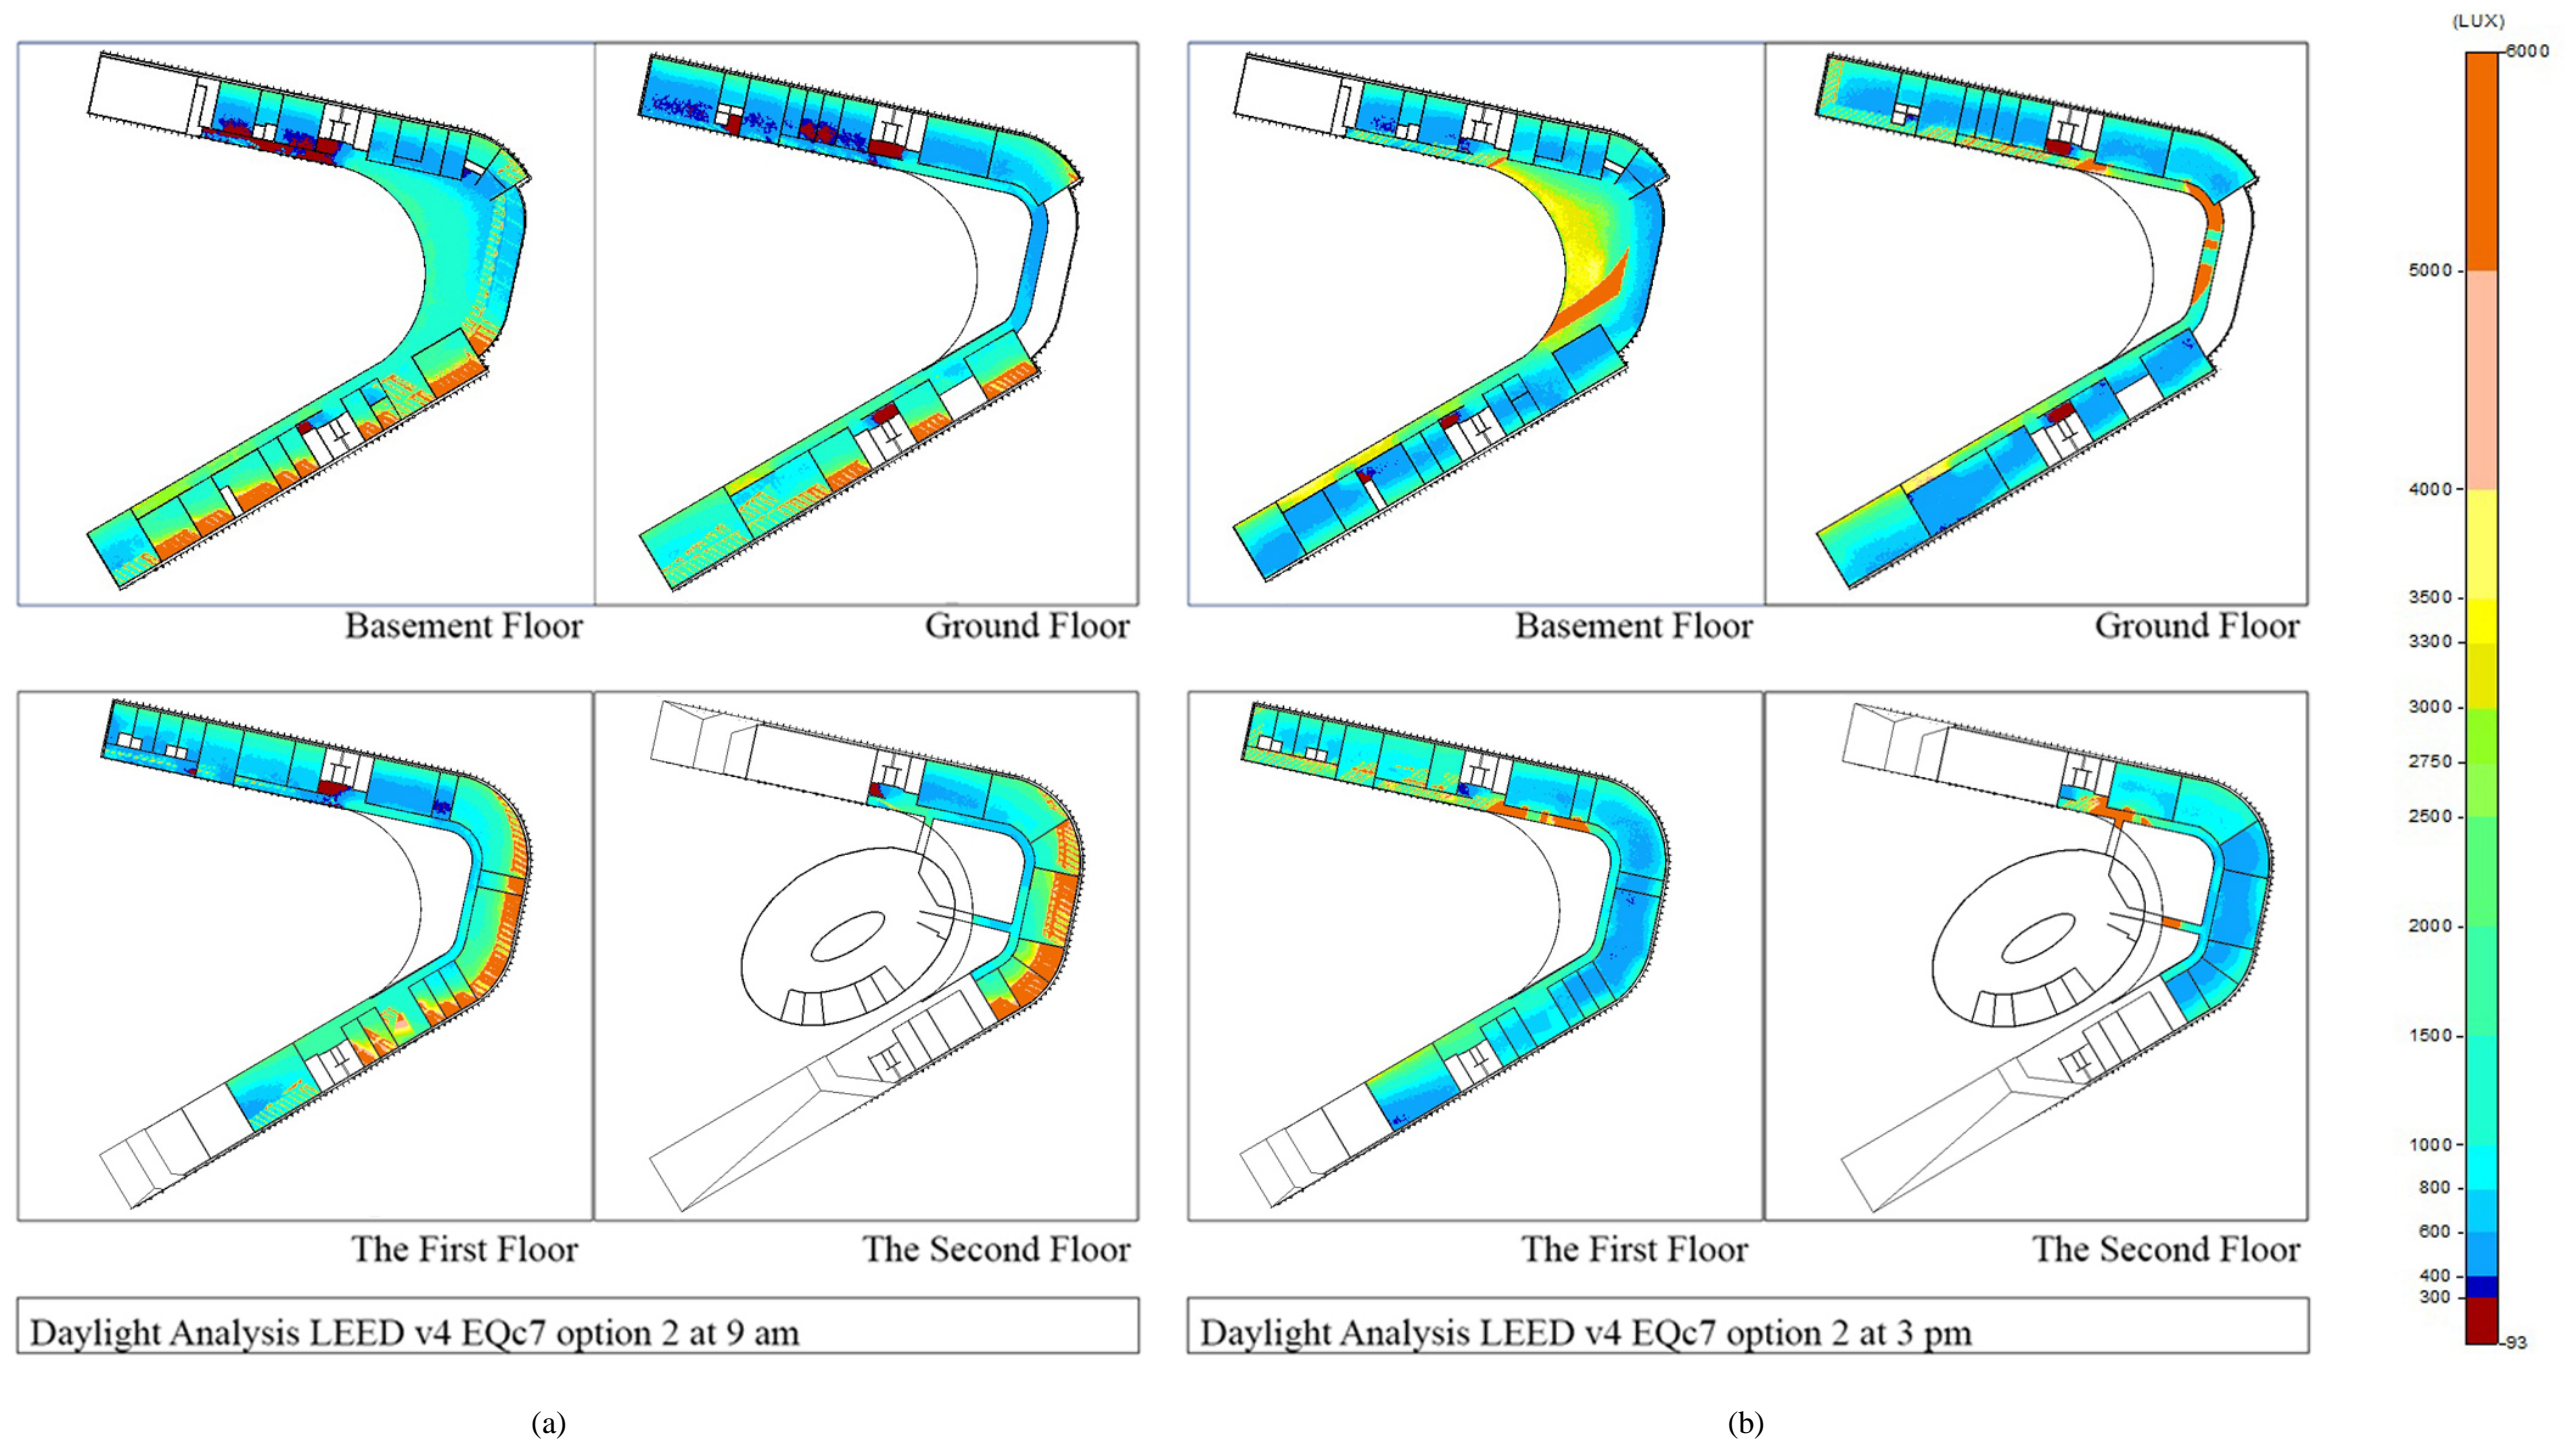 (LUX)
6000
5000
4000
3500
3300
3000
2750
2500
2000
1500
1000
800
600
400
300
93
Basement Floor
Ground Floor
Basement Floor
Ground Floor
The First Floor
The Second Floor
The First Floor
The Second Floor
Daylight Analysis LEED v4 EQc7 option 2 at 9 am
Daylight Analysis LEED v4 EQc7 option 2 at 3 pm
(a)
(b)